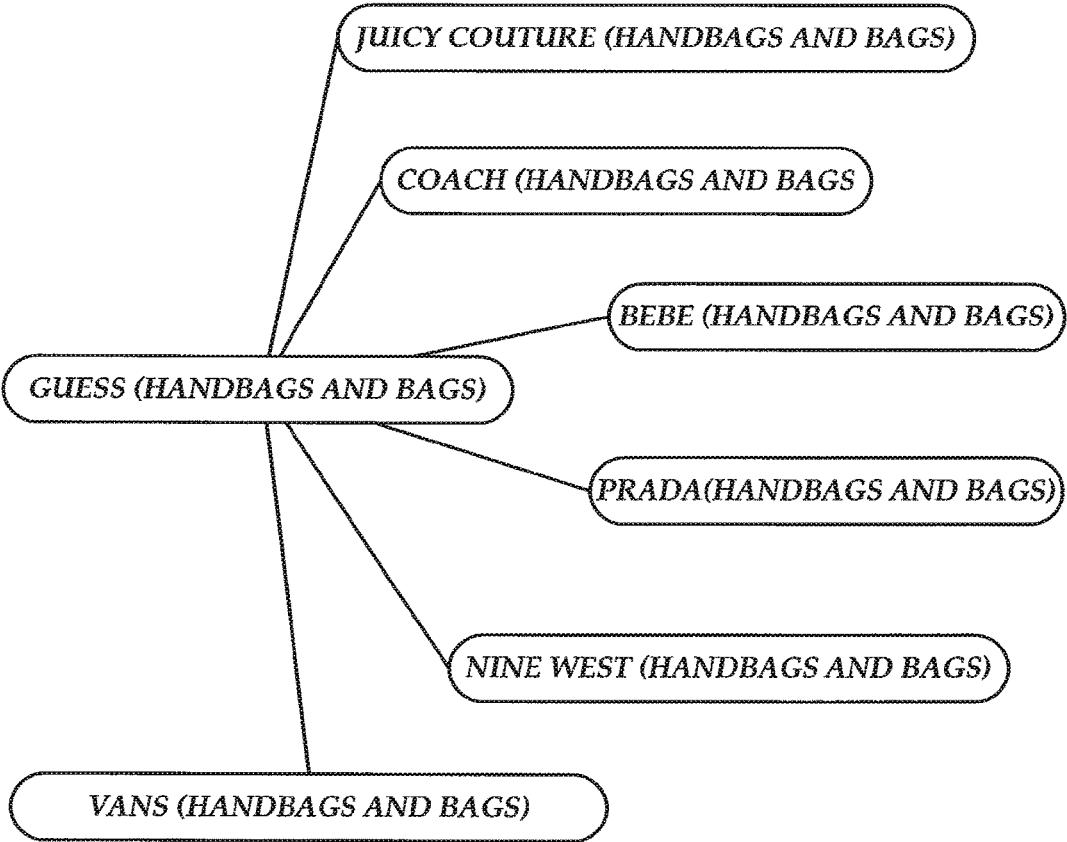 JUICY COUTURE (HANDBAGS AND BAGS)
COACH (HANDBAGS AND BAGS
BEBE (HANDBAGS AND BAGS)
GUESS (HANDBAGS AND BAGS)
PRADA(HANDBAGS AND BAGS)
NINE WEST (HANDBAGS AND BAGS)
VANS (HANDBAGS AND BAGS)